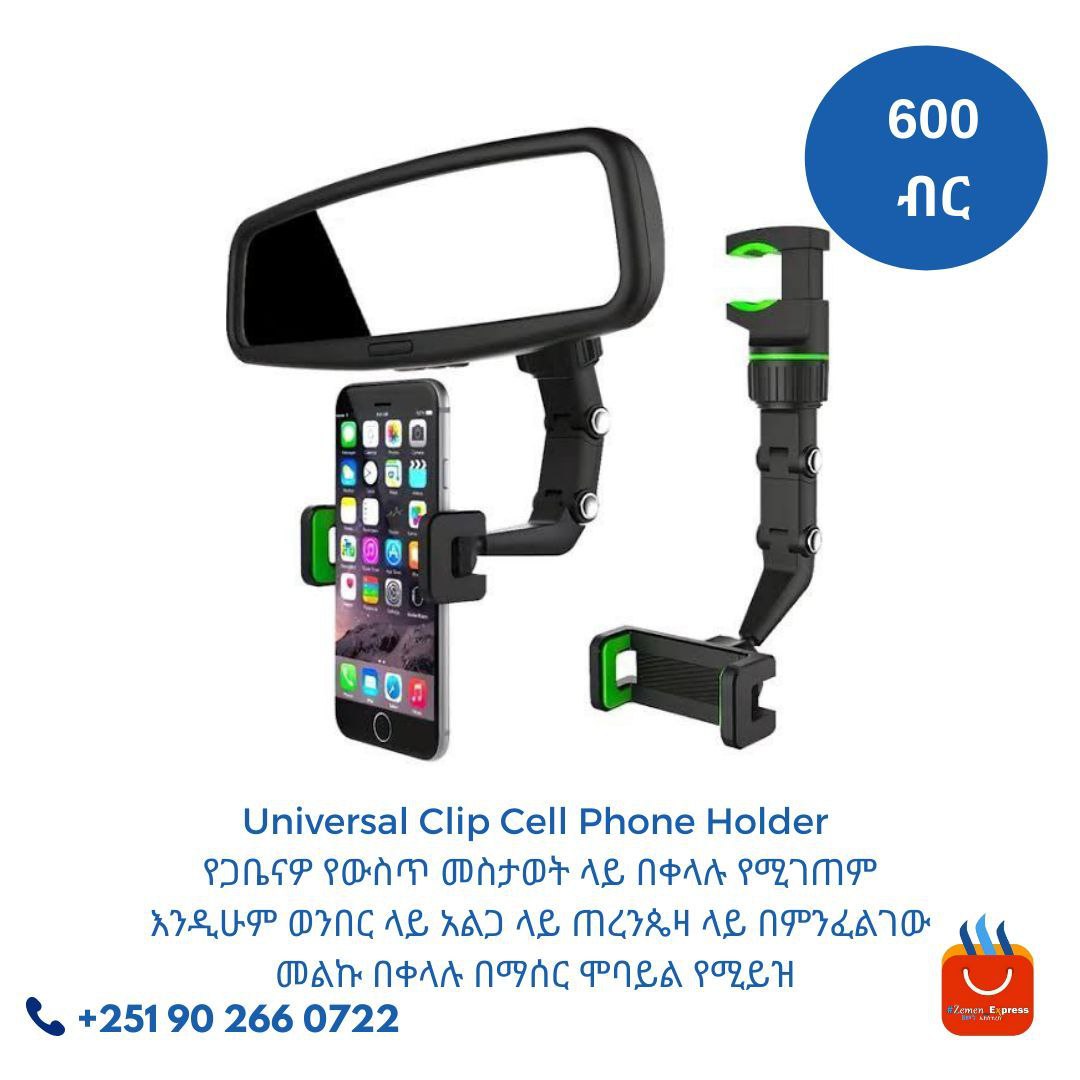 600
ብር
Universal Clip Cell Phone Holder
የጋቤናዎ የውስጥ መስታወት ላይ በቀላሉ የሚገጠም
እንዲሁም ወንበር ላይ አልጋ ላይ ጠረንጴዛ ላይ በምንፈልገው
መልኩ በቀላሉ በማሰር ሞባይል የሚይዝ
+251 90 266 0722
#Zemen Express